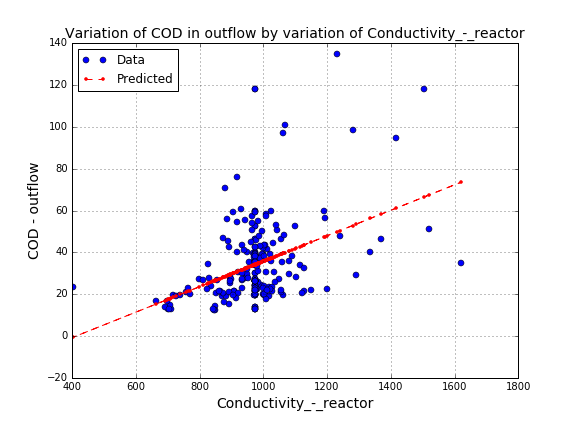 Variation of COD in outflow by variation of Conductivity_-_reactor
140
120
100
80
60
40
20
0
−20
COD - outflow
Data
Predicted
400 600 800 1000 1200 1400 1600 1800
Conductivity_-_reactor